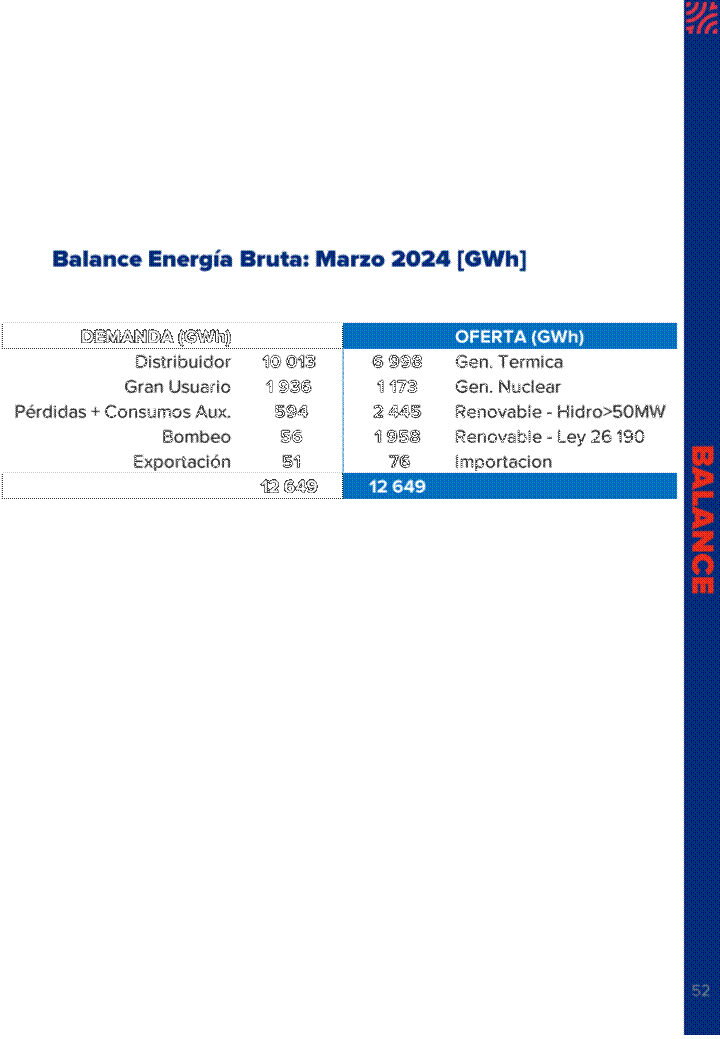 Balance Energía Bruta: Marzo 2024 [GWh]
DEMANDA (GWh) OFERTA (GWh)
Distribuidor 10 013 6 998 Gen. Termica
Gran Usuario 1 936 1 173 Gen. Nuclear
Pérdidas + Consumos Aux. 594 2 445 Renovable - Hidro>50MW
Bombeo 56 1 958 Renovable - Ley 26 190
Exportación 51 76 Importacion
12 649 12 649
BALANCE
52